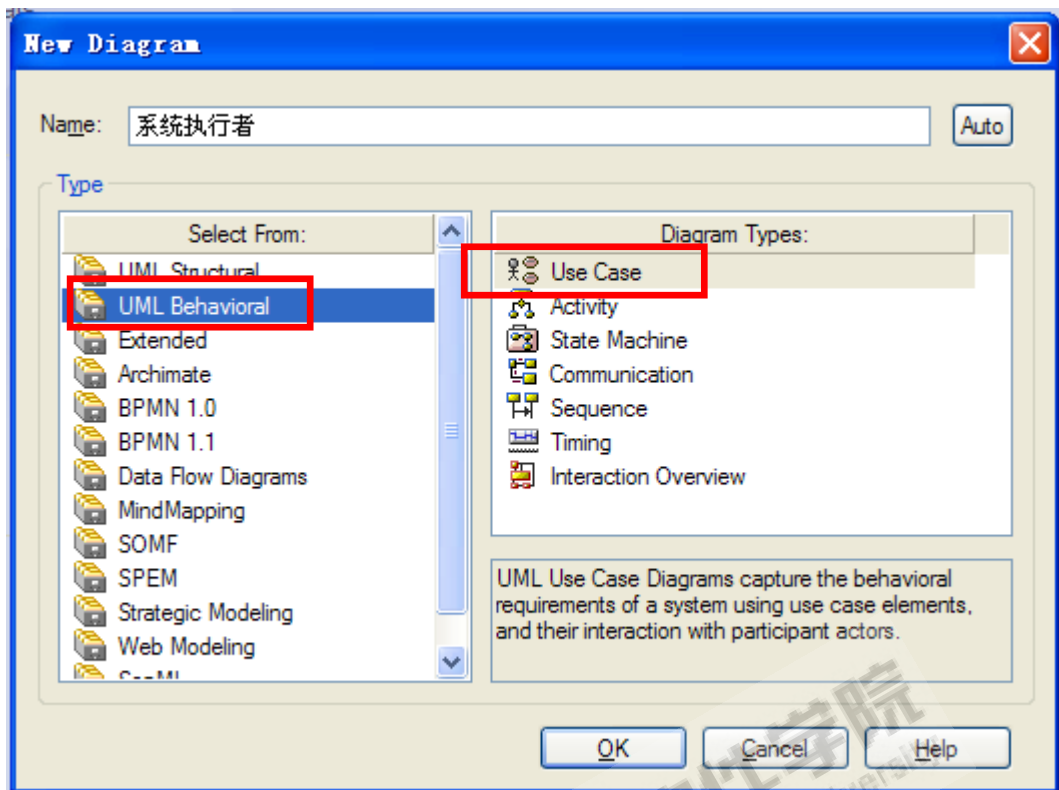 New Diagram
Name: 系统执行者 Auto
Type
Select From:
UML Structural
UML Behavioral
Extended
Archimate
BPMN 1.0
BPMN 1.1
Data Flow Diagrams
MindMapping
SOMF
SPEM
Strategic Modeling
Web Modeling
Diagram Types:
Use Case
Activity
State Machine
Communication
Sequence
Timing
Interaction Overview
UML Use Case Diagrams capture the behavioral
requirements of a system using use case elements,
and their interaction with participant actors.
OK Cancel Help
学院